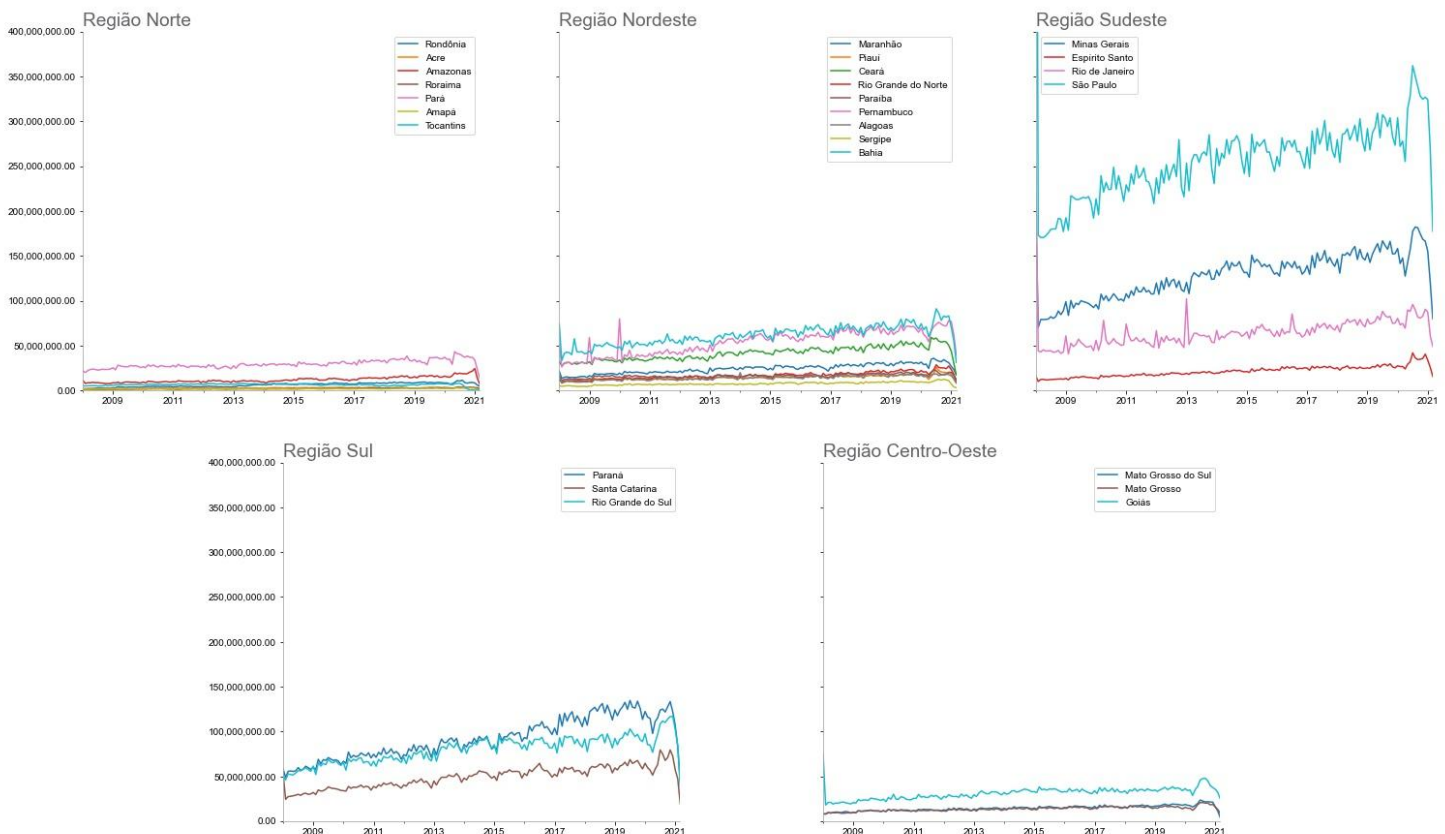 Região Norte
400,000,000.00
350,000,000.00
300,000,000.00
250,000,000.00
200,000,000.00
150,000,000.00
100,000,000.00
50,000,000.00
0.00
Rondônia
Acre
Amazonas
Roraima
Pará
Amapá
Tocantins
2009 2011 2013 2015 2017 2019 2021
Região Nordeste
Maranhão
Piauí
Ceará
Rio Grande do Norte
Paraíba
Pernambuco
Alagoas
Sergipe
Bahia
2009 2011 2013 2015 2017 2019 2021
Região Sudeste
Minas Gerais
Espírito Santo
Rio de Janeiro
São Paulo
2009 2011 2013 2015 2017 2019 2021
Região Sul
400,000,000.00
350,000,000.00
300,000,000.00
250,000,000.00
200,000,000.00
150,000,000.00
100,000,000.00
50,000,000.00
0.00
Paraná
Santa Catarina
Rio Grande do Sul
2009 2011 2013 2015 2017 2019 2021
Região Centro-Oeste
Mato Grosso do Sul
Mato Grosso
Goiás
2009 2011 2013 2015 2017 2019 2021